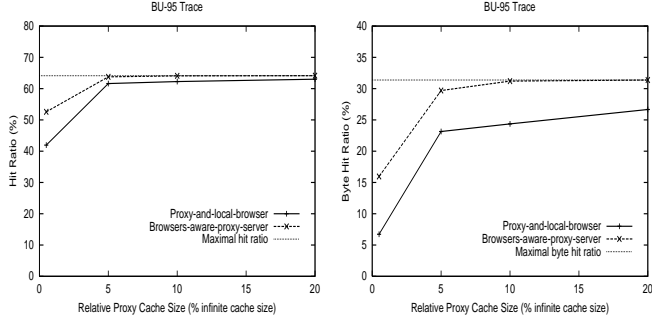 BU-95 Trace
80
70
60
50
40
30
20
10
0
Hit Ratio (%)
Proxy-and-local-browser
Browsers-aware-proxy-server
Maximal hit ratio
0 5 10 15 20
Relative Proxy Cache Size (% infinite cache size)
BU-95 Trace
40
35
30
25
20
15
10
5
0
Byte Hit Ratio (%)
Proxy-and-local-browser
Browsers-aware-proxy-server
Maximal byte hit ratio
0 5 10 15 20
Relative Proxy Cache Size (% infinite cache size)